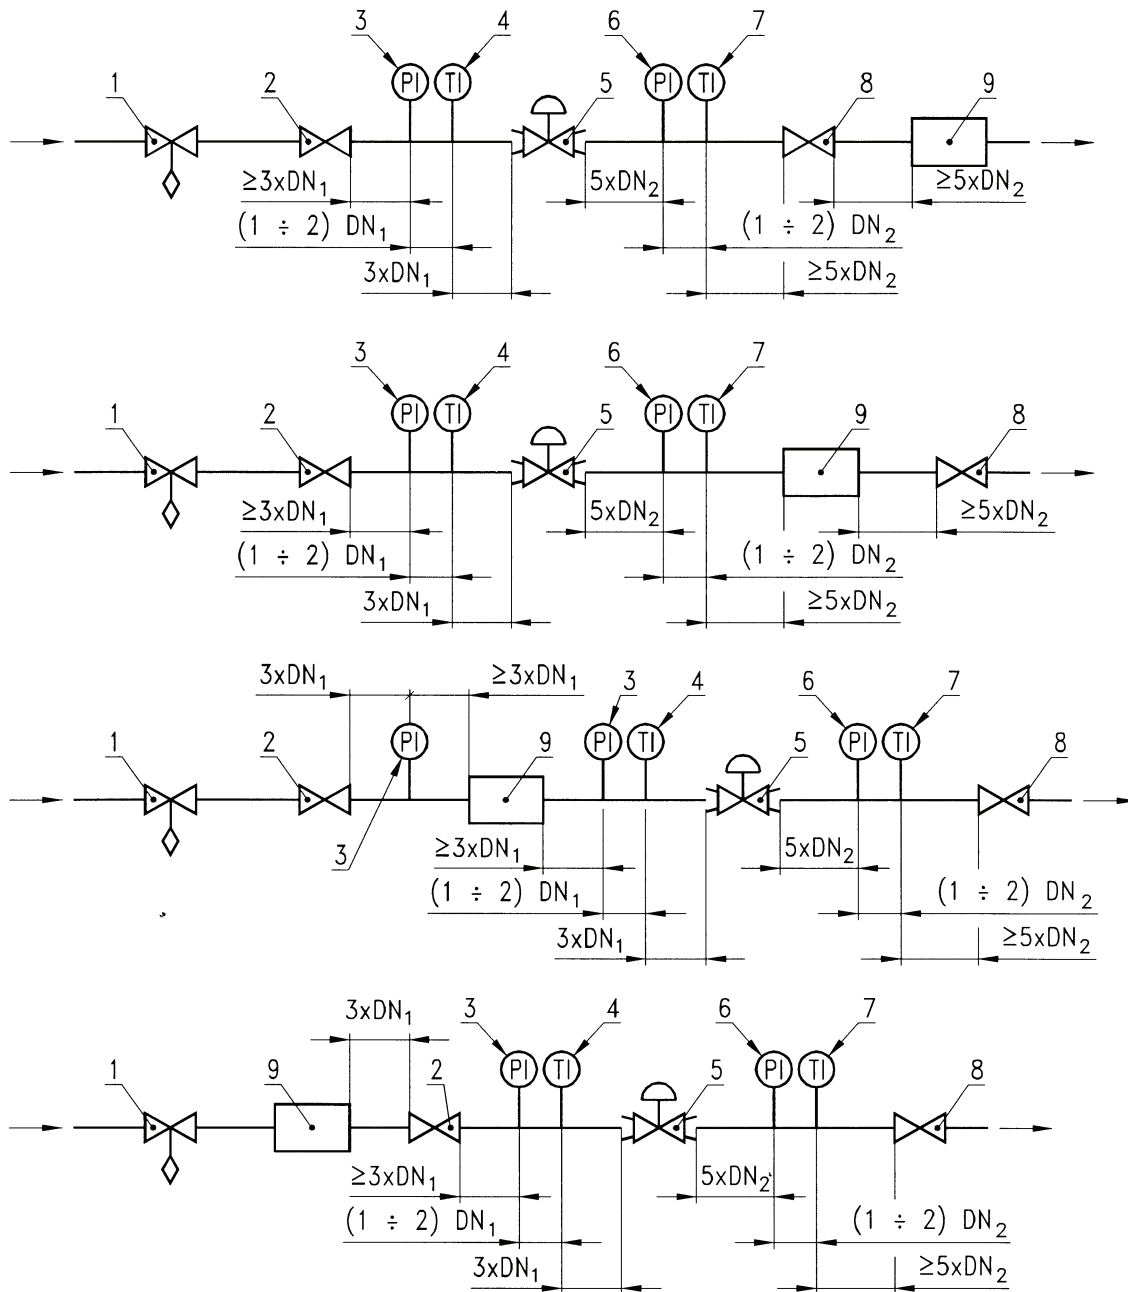 3 4 6 7
1 2 PI TI 5 PI TI 8 9
≥3xDN₁ 5xDN₂ ≥5xDN₂
(1 ÷ 2) DN₁ (1 ÷ 2) DN₂
3xDN₁ ≥5xDN₂
3 4 6 7
1 2 PI TI 5 PI TI 9 8
≥3xDN₁ 5xDN₂ ≥5xDN₂
(1 ÷ 2) DN₁ (1 ÷ 2) DN₂
3xDN₁ ≥5xDN₂
3xDN₁ ≥3xDN₁ 3 4 6 7
1 2 PI 9 PI TI 5 PI TI 8
3 ≥3xDN₁ 5xDN₂
(1 ÷ 2) DN₁ (1 ÷ 2) DN₂
3xDN₁ ≥5xDN₂
3xDN₁ 3 4 6 7
1 9 2 PI TI 5 PI TI 8
≥3xDN₁ 5xDN₂
(1 ÷ 2) DN₁ (1 ÷ 2) DN₂
3xDN₁ ≥5xDN₂